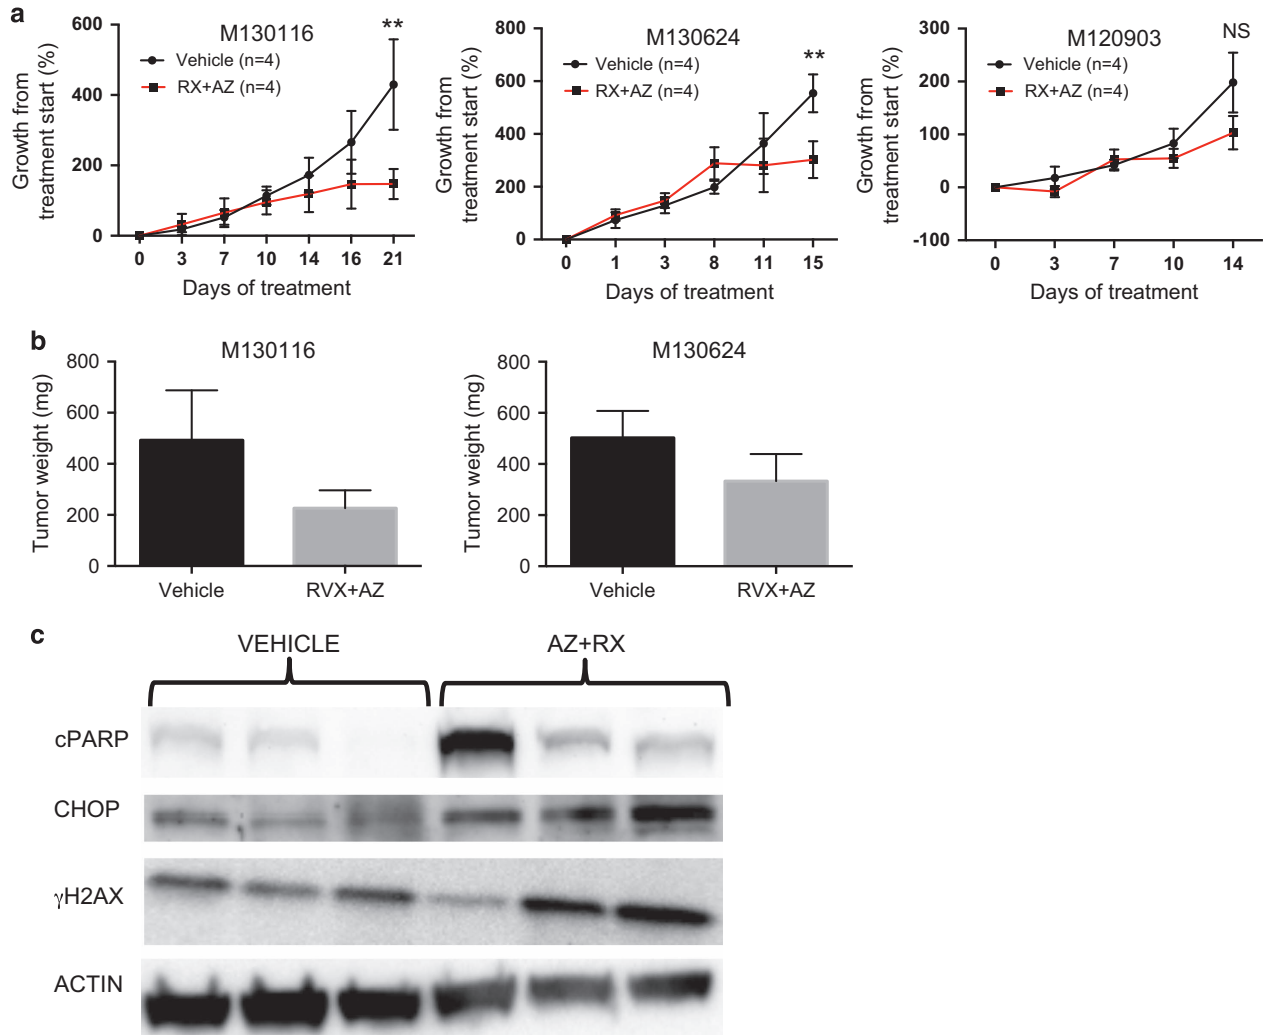 a
M130116
Vehicle (n=4)
RX+AZ (n=4)
**
Growth from
treatment start (%)
600
400
200
0
0 3 7 10 14 16 21
Days of treatment
M130624
Vehicle (n=4)
RX+AZ (n=4)
**
Growth from
treatment start (%)
800
600
400
200
0
0 1 3 8 11 15
Days of treatment
M120903
Vehicle (n=4)
RX+AZ (n=4)
NS
Growth from
treatment start (%)
300
200
100
0
-100
0 3 7 10 14
Days of treatment
b
M130116
Tumor weight (mg)
800
600
400
200
0
Vehicle RVX+AZ
M130624
Tumor weight (mg)
800
600
400
200
0
Vehicle RVX+AZ
c
VEHICLE AZ+RX
cPARP
CHOP
γH2AX
ACTIN